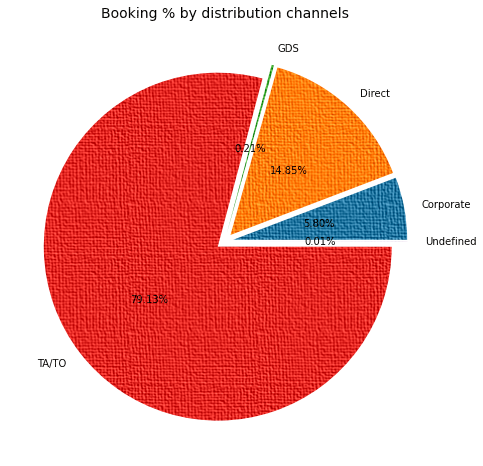 Booking % by distribution channels
GDS
Direct
0.21%
14.85%
Corporate
5.80%
0.01%
Undefined
79.13%
TA/TO